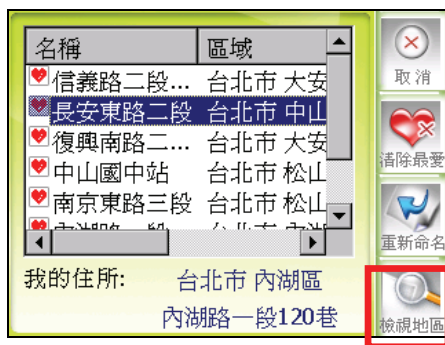 名稱 區域
信義路二段... 台北市 大安
長安東路二段 台北市 中山
復興南路二... 台北市 大安
中山國中站 台北市 松山
南京東路三段 台北市 松山
我的住所: 台北市 內湖區
內湖路一段120巷
取消
清除最愛
重新命名
檢視地圖